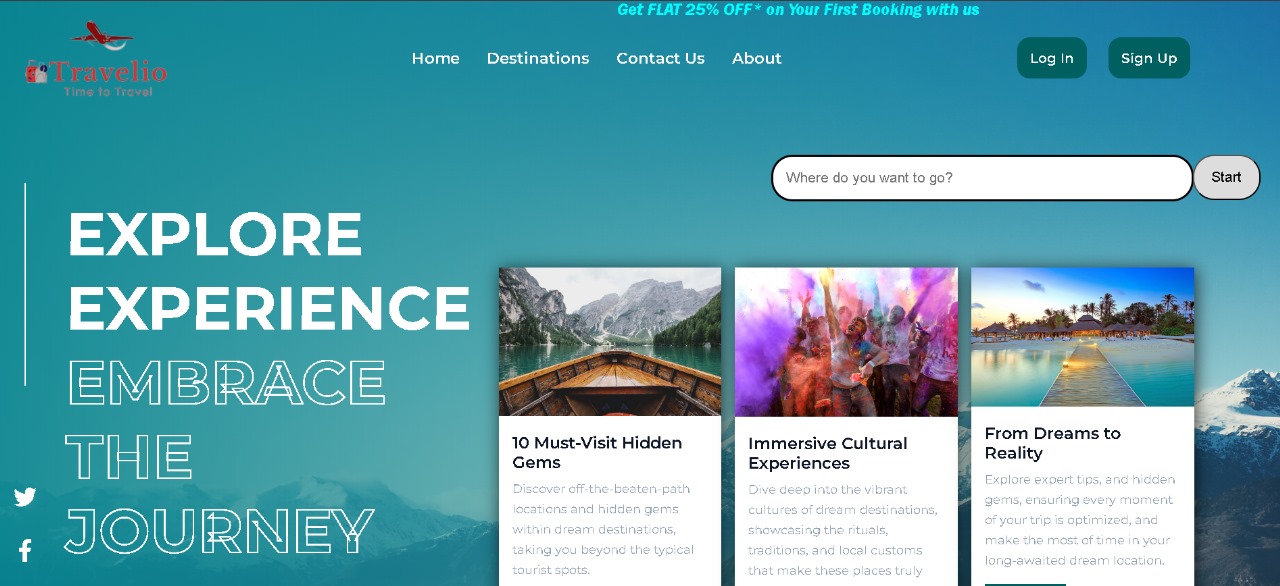 Get FLAT 25% OFF* on Your First Booking with us
Travelio
Time to Travel
Home Destinations Contact Us About
Log In Sign Up
Where do you want to go? Start
EXPLORE
EXPERIENCE
EMBRACE
THE
JOURNEY
10 Must-Visit Hidden
Gems
Discover off-the-beaten-path
locations and hidden gems
within dream destinations,
taking you beyond the typical
tourist spots.
Immersive Cultural
Experiences
Dive deep into the vibrant
cultures of dream destinations,
showcasing the rituals,
traditions, and local customs
that make these places truly
From Dreams to
Reality
Explore expert tips, and hidden
gems, ensuring every moment
of your trip is optimized, and
make the most of time in your
long-awaited dream location.